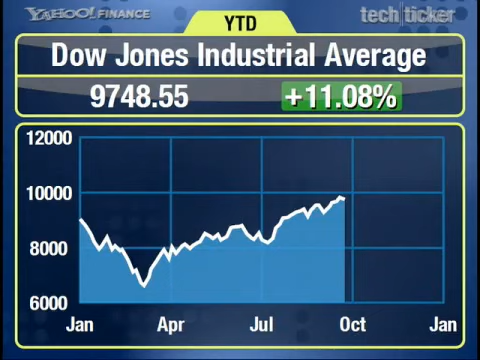 YAHOO! FINANCE
tech|ticker
YTD
Dow Jones Industrial Average
9748.55 +11.08%
12000
10000
8000
6000
Jan Apr Jul Oct Jan